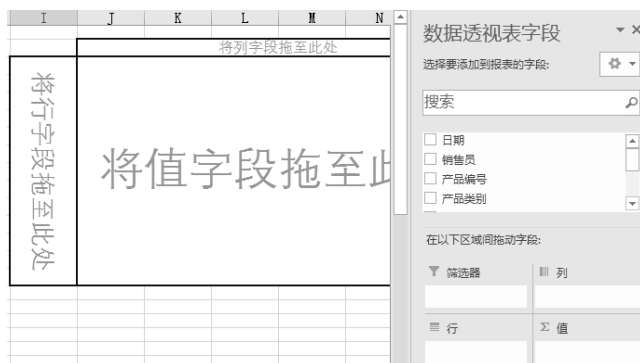 I J K L M N
将列字段拖至此处
将行字段拖至此处
将值字段拖至此
数据透视表字段
选择要添加到报表的字段:
搜索
日期
销售员
产品编号
产品类别
在以下区域间拖动字段:
筛选器
列
行
Σ 值